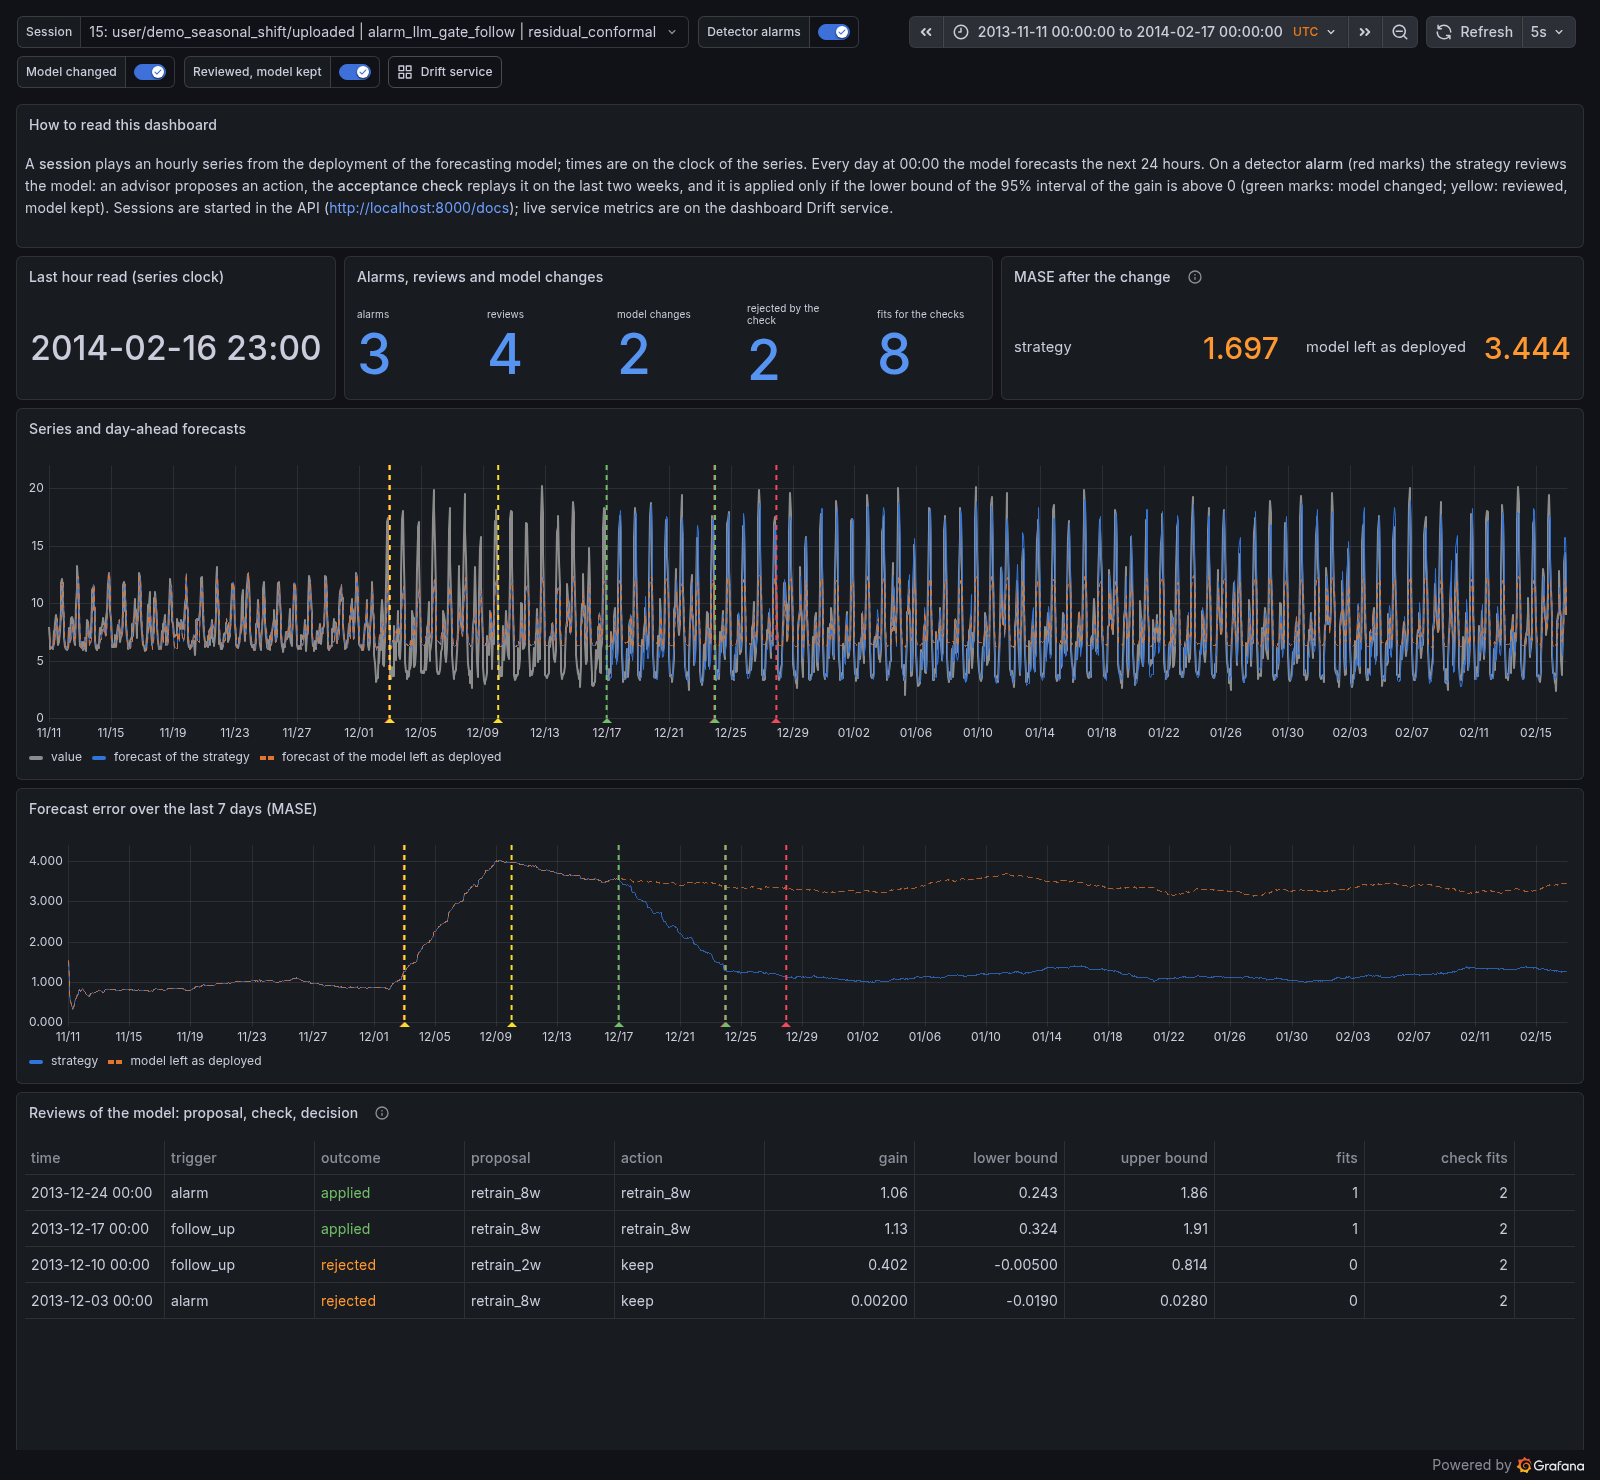 Session 15: user/demo_seasonal_shift/uploaded | alarm_llm_gate_follow | residual_conformal Detector alarms 2013-11-11 00:00:00 to 2014-02-17 00:00:00 UTC Refresh 5s
Model changed Reviewed, model kept Drift service
How to read this dashboard
A session plays an hourly series from the deployment of the forecasting model; times are on the clock of the series. Every day at 00:00 the model forecasts the next 24 hours. On a detector alarm (red marks) the strategy reviews
the model: an advisor proposes an action, the acceptance check replays it on the last two weeks, and it is applied only if the lower bound of the 95% interval of the gain is above 0 (green marks: model changed; yellow: reviewed,
model kept). Sessions are started in the API (http://localhost:8000/docs); live service metrics are on the dashboard Drift service.
Last hour read (series clock)
2014-02-16 23:00
Alarms, reviews and model changes
alarms
3
reviews
4
model changes
2
rejected by the
check
2
fits for the checks
8
MASE after the change
strategy 1.697 model left as deployed 3.444
Series and day-ahead forecasts
20
15
10
5
0
11/11 11/15 11/19 11/23 11/27 12/01 12/05 12/09 12/13 12/17 12/21 12/25 12/29 01/02 01/06 01/10 01/14 01/18 01/22 01/26 01/30 02/03 02/07 02/11 02/15
value forecast of the strategy forecast of the model left as deployed
Forecast error over the last 7 days (MASE)
4.000
3.000
2.000
1.000
0.000
11/11 11/15 11/19 11/23 11/27 12/01 12/05 12/09 12/13 12/17 12/21 12/25 12/29 01/02 01/06 01/10 01/14 01/18 01/22 01/26 01/30 02/03 02/07 02/11 02/15
strategy model left as deployed
Reviews of the model: proposal, check, decision
time trigger outcome proposal action gain lower bound upper bound fits check fits
2013-12-24 00:00 alarm applied retrain_8w retrain_8w 1.06 0.243 1.86 1 2
2013-12-17 00:00 follow_up applied retrain_8w retrain_8w 1.13 0.324 1.91 1 2
2013-12-10 00:00 follow_up rejected retrain_2w keep 0.402 -0.00500 0.814 0 2
2013-12-03 00:00 alarm rejected retrain_8w keep 0.00200 -0.0190 0.0280 0 2
Powered by Grafana